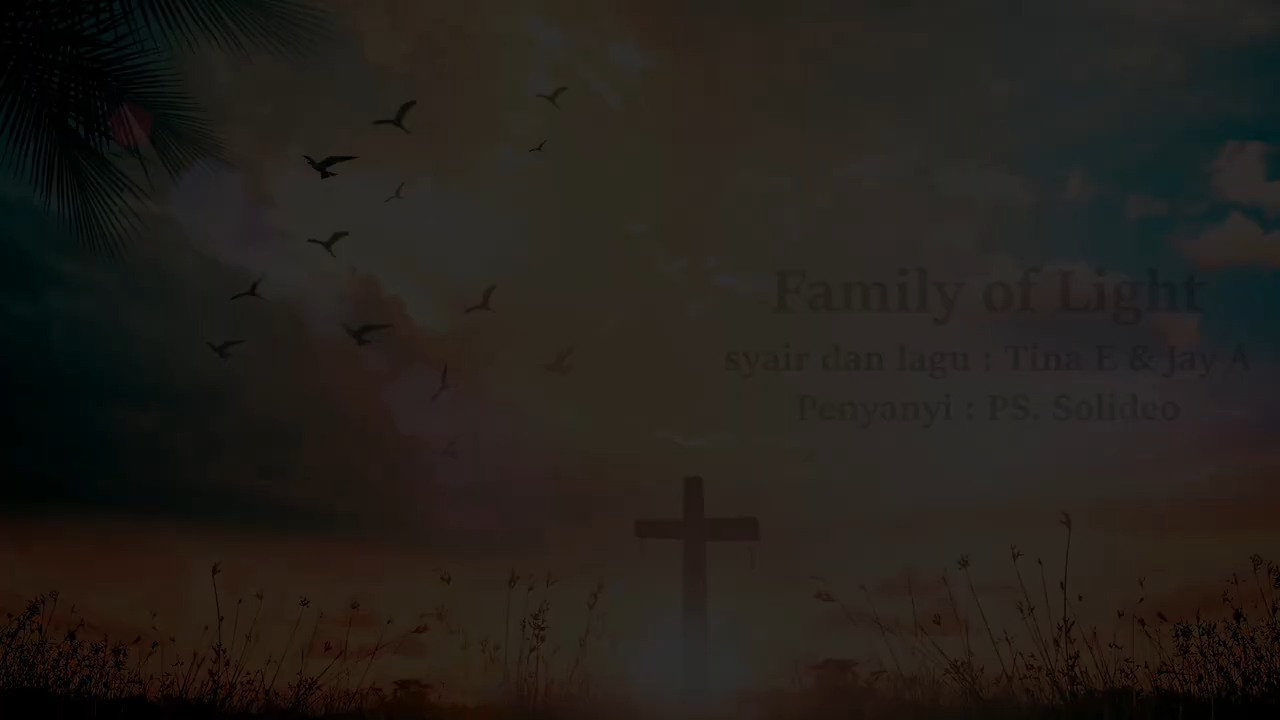 Family of Light
syair dan lagu : Tina E & Jay A
Penyanyi : PS. Solideo